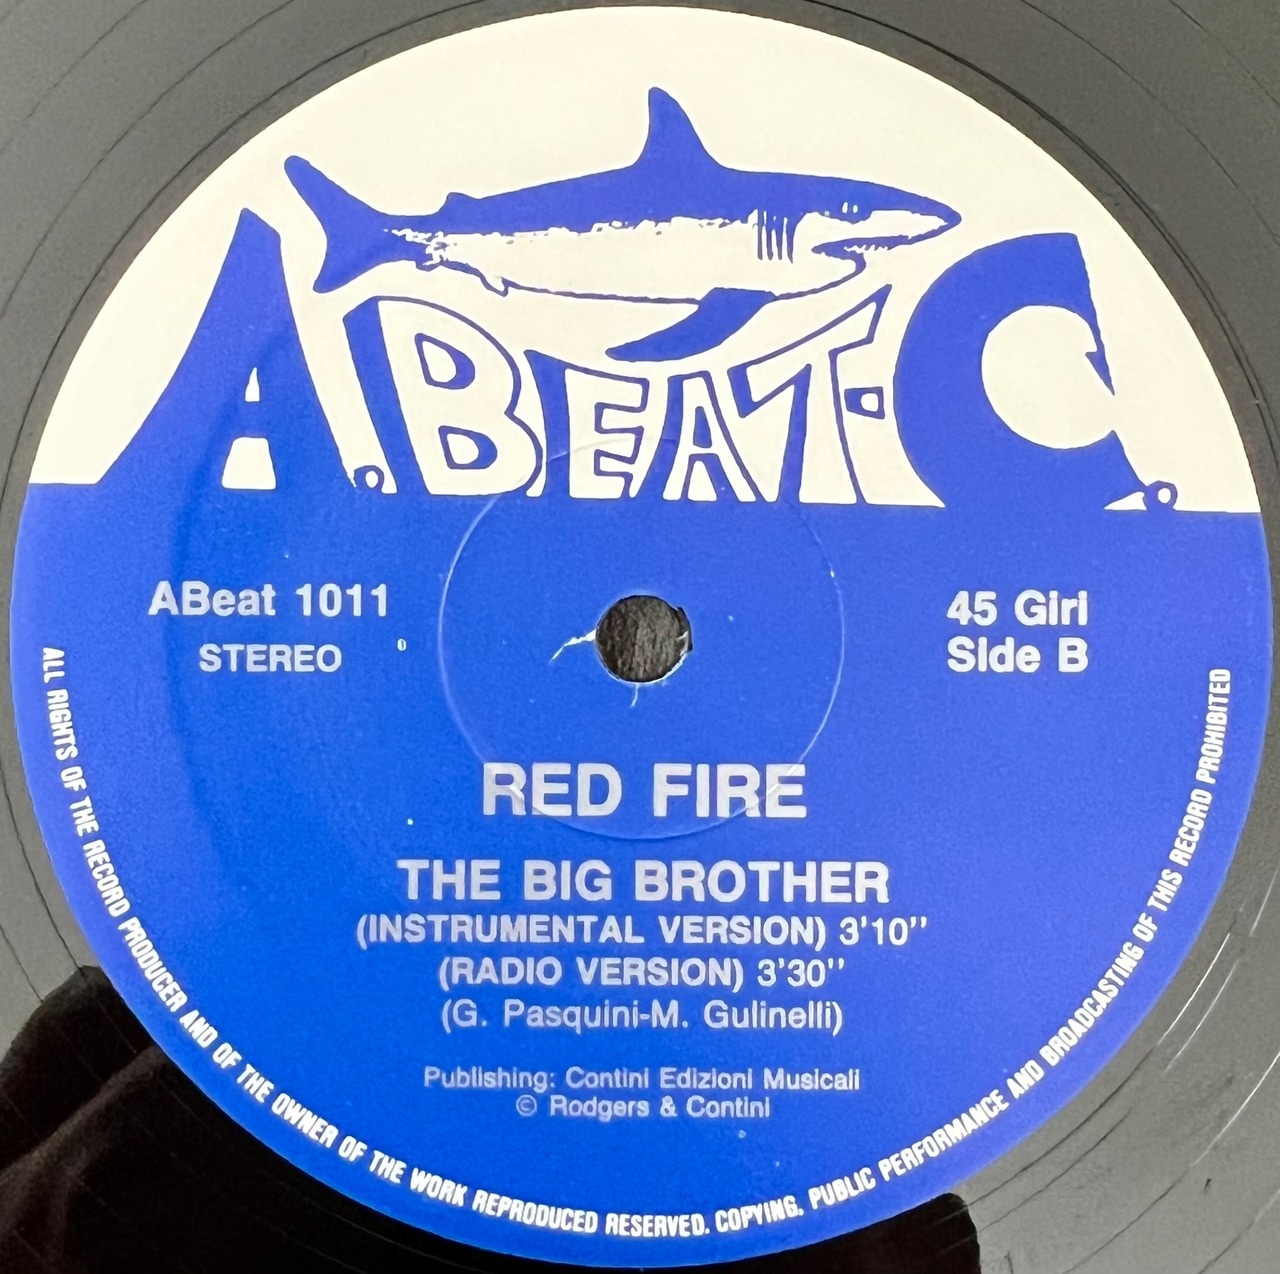 A.BEAT-C.
ABeat 1011
STEREO
45 Giri
Side B
RED FIRE
THE BIG BROTHER
(INSTRUMENTAL VERSION) 3'10''
(RADIO VERSION) 3'30''
(G. Pasquini-M. Gulinelli)
Publishing: Contini Edizioni Musicali
© Rodgers & Contini
ALL RIGHTS OF THE RECORD PRODUCER AND OF THE OWNER OF THE WORK REPRODUCED RESERVED. COPYING, PUBLIC PERFORMANCE AND BROADCASTING OF THIS RECORD PROHIBITED